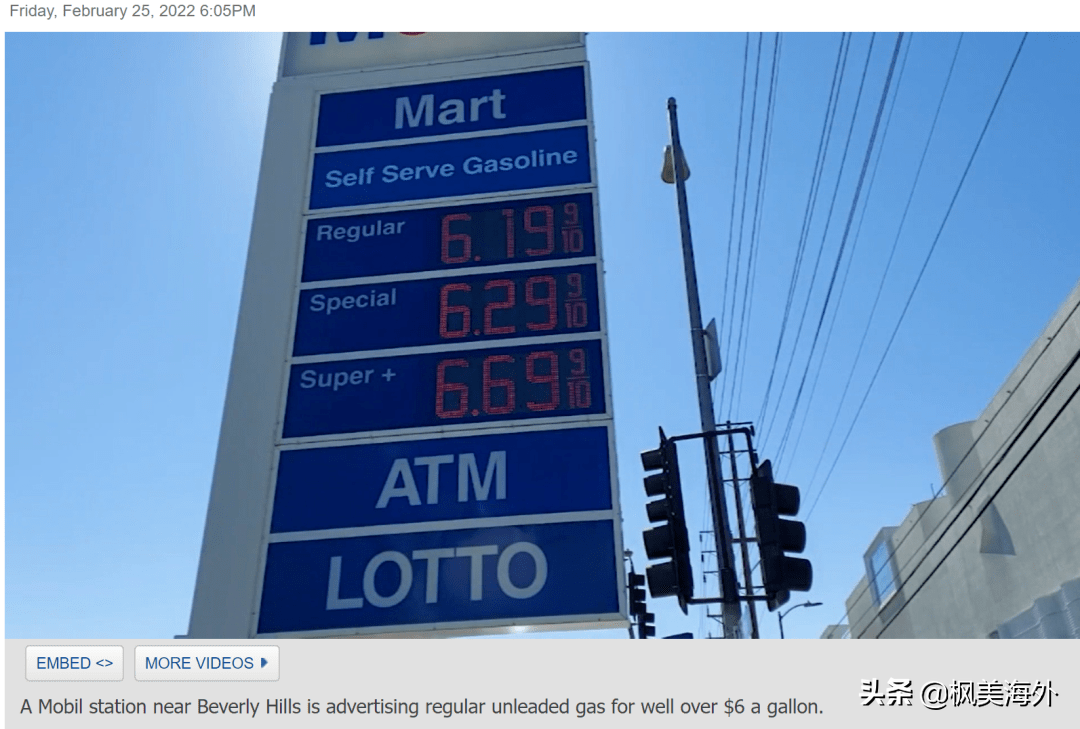 Friday, February 25, 2022 6:05PM
Mart
Self Serve Gasoline
Regular 6.19 9/10
Special 6.29 9/10
Super + 6.69 9/10
ATM
LOTTO
EMBED <>
MORE VIDEOS
A Mobil station near Beverly Hills is advertising regular unleaded gas for well over $6 a gallon.
头条 @枫美海外